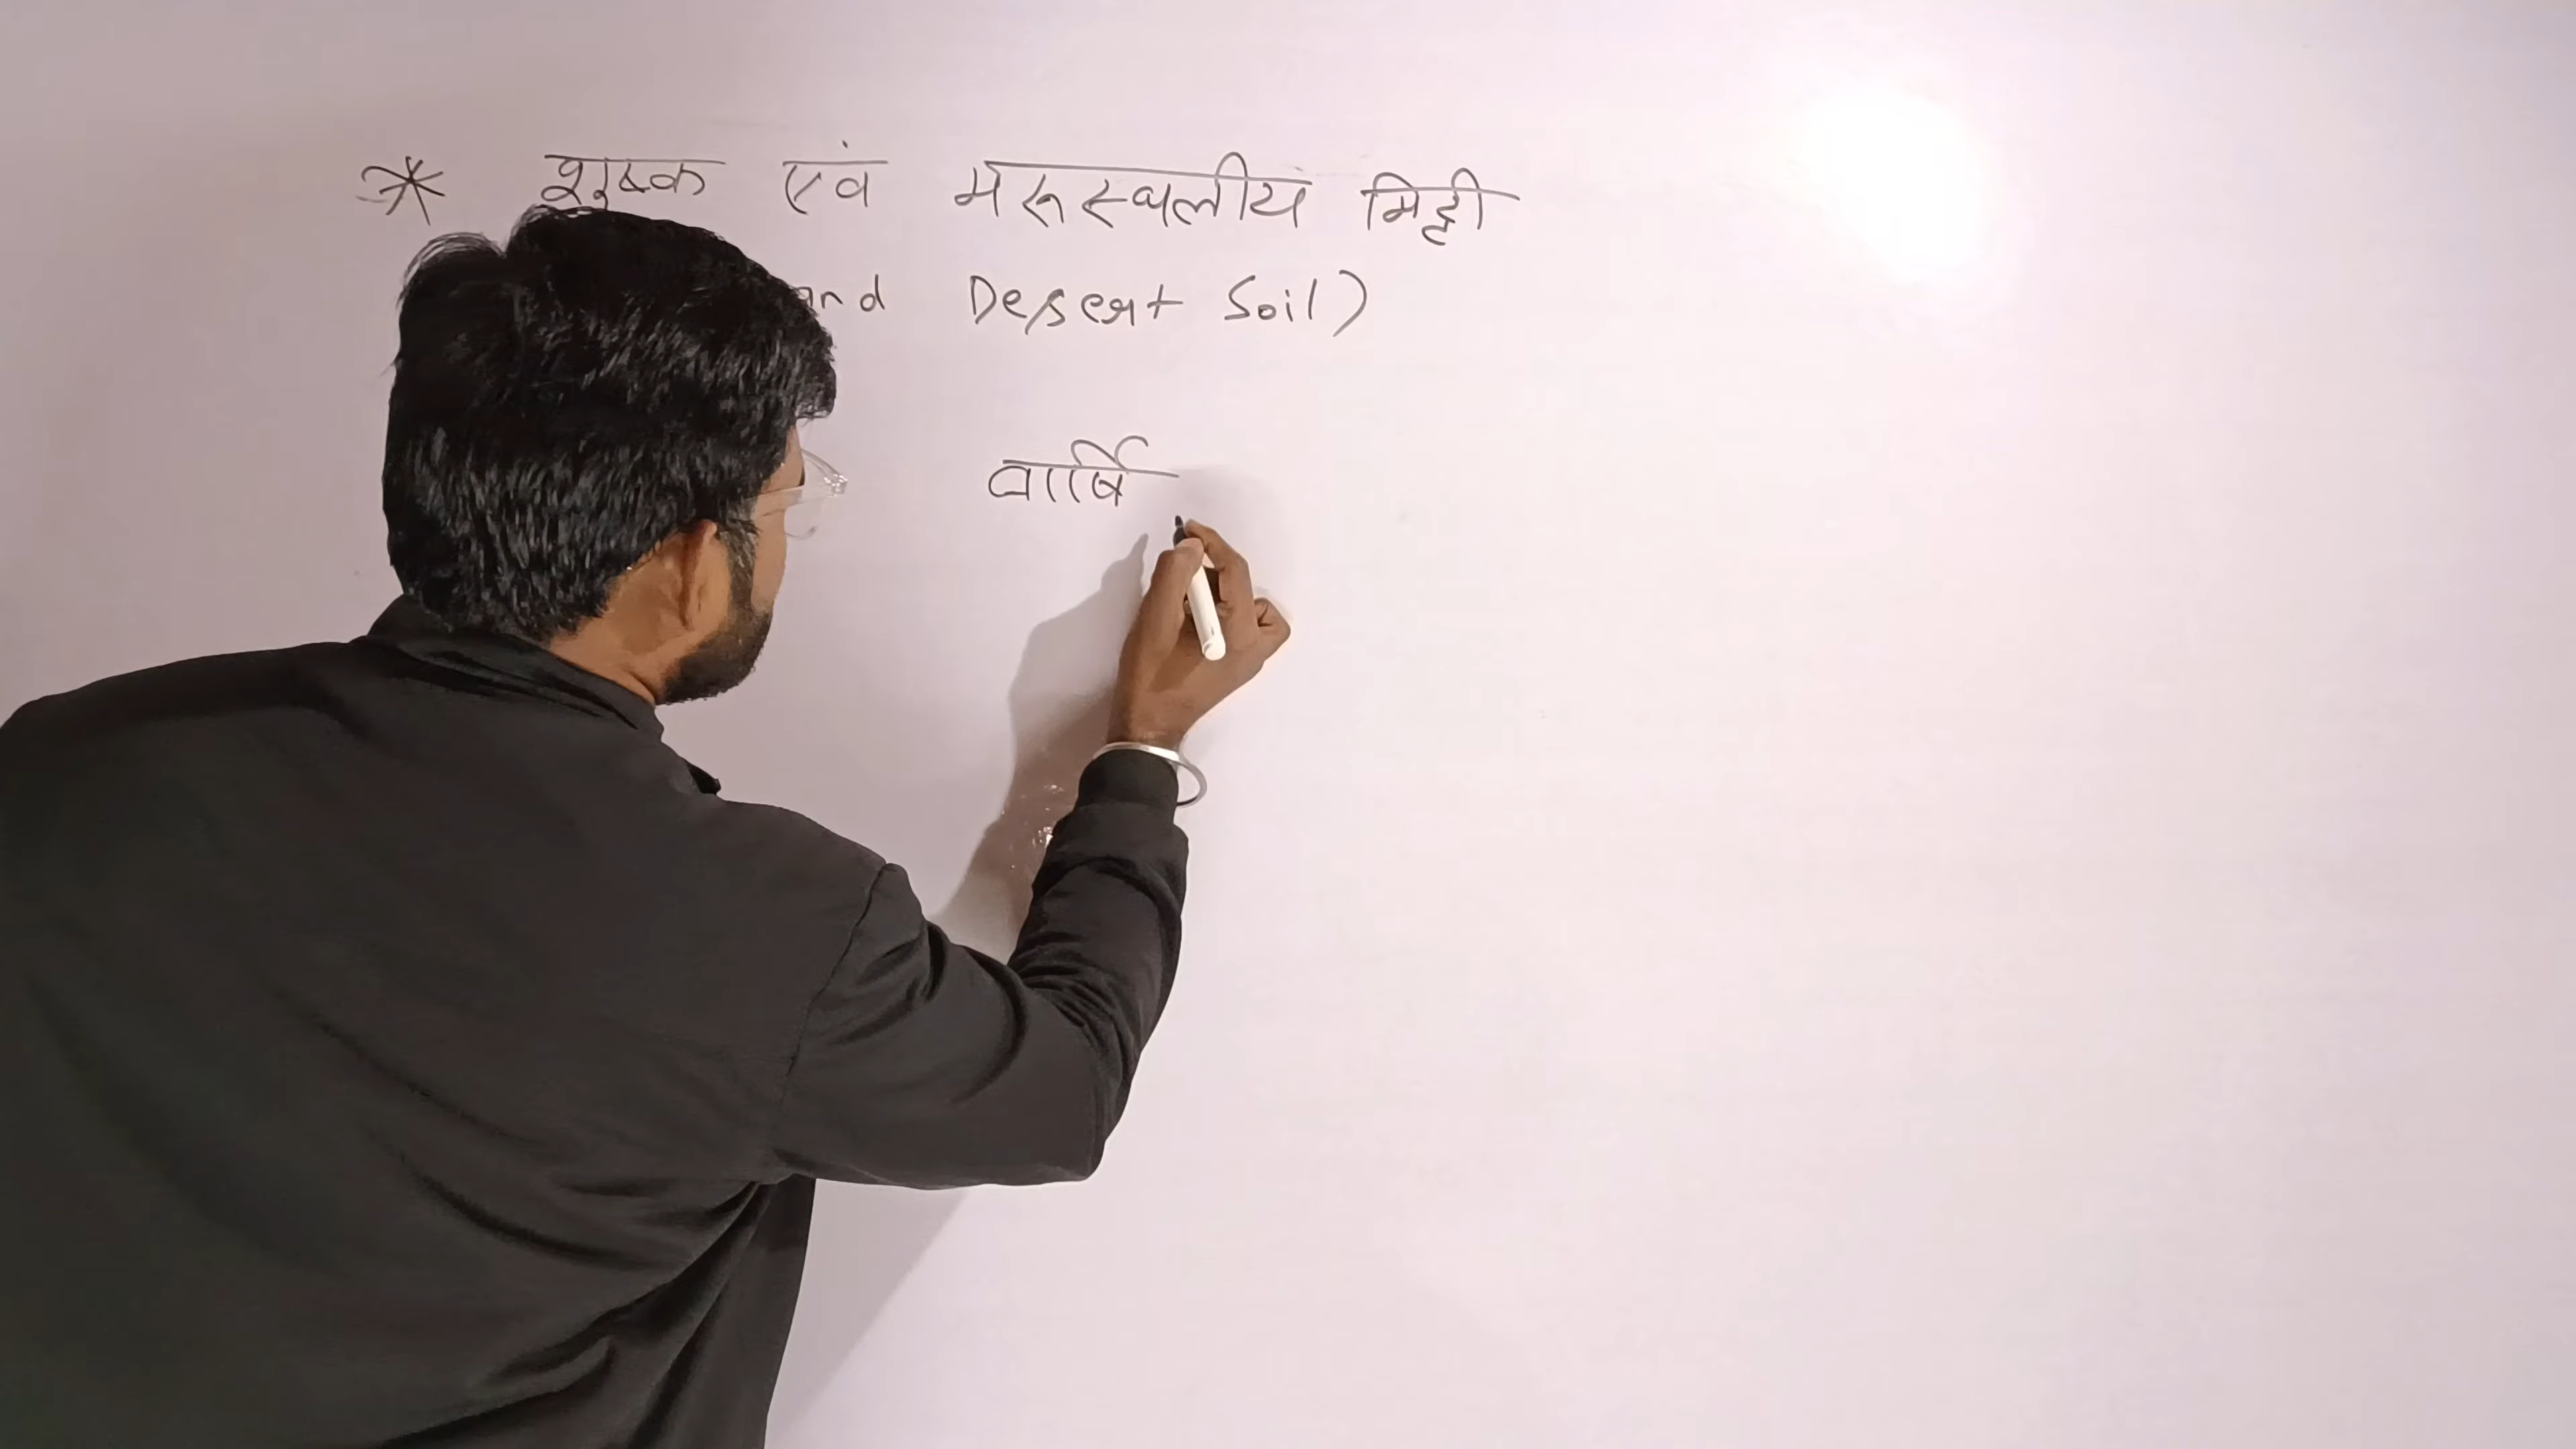 * शुष्क एवं मरुस्थलीय मिट्टी
and Desert Soil)
वार्षि